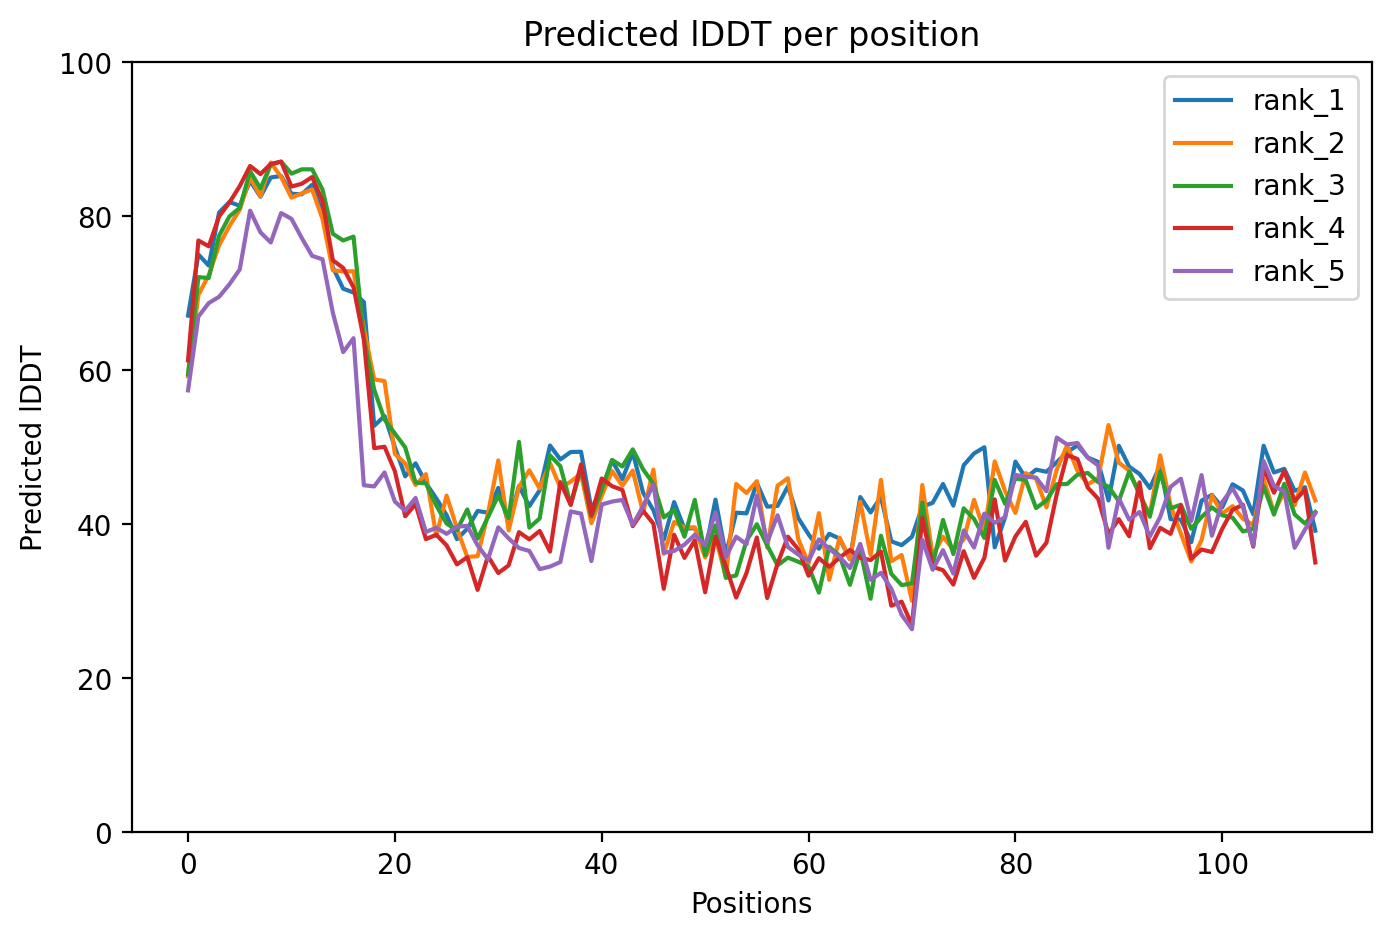 Predicted lDDT per position
100
80
60
40
20
0
Predicted lDDT
0 20 40 60 80 100
Positions
rank_1
rank_2
rank_3
rank_4
rank_5